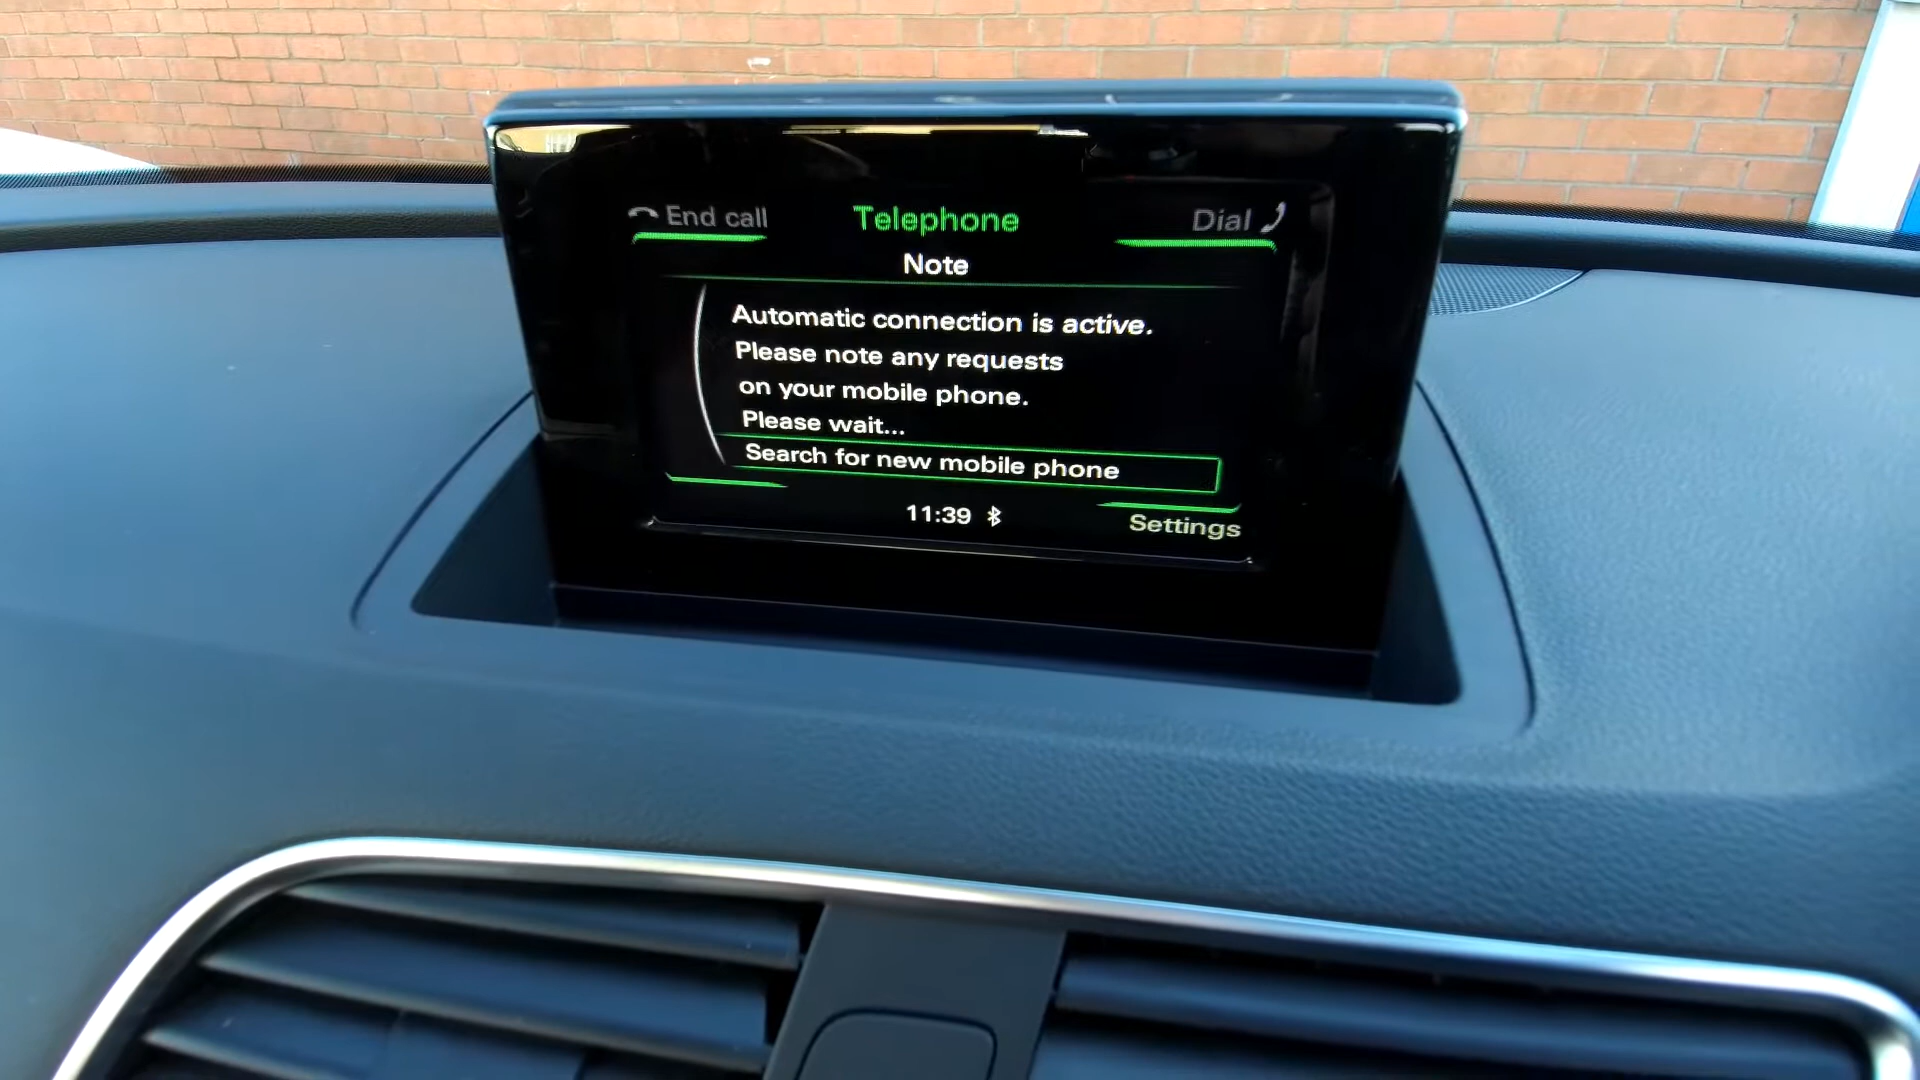 End call
Telephone
Dial
Note
Automatic connection is active.
Please note any requests
on your mobile phone.
Please wait...
Search for new mobile phone
11:39
Settings